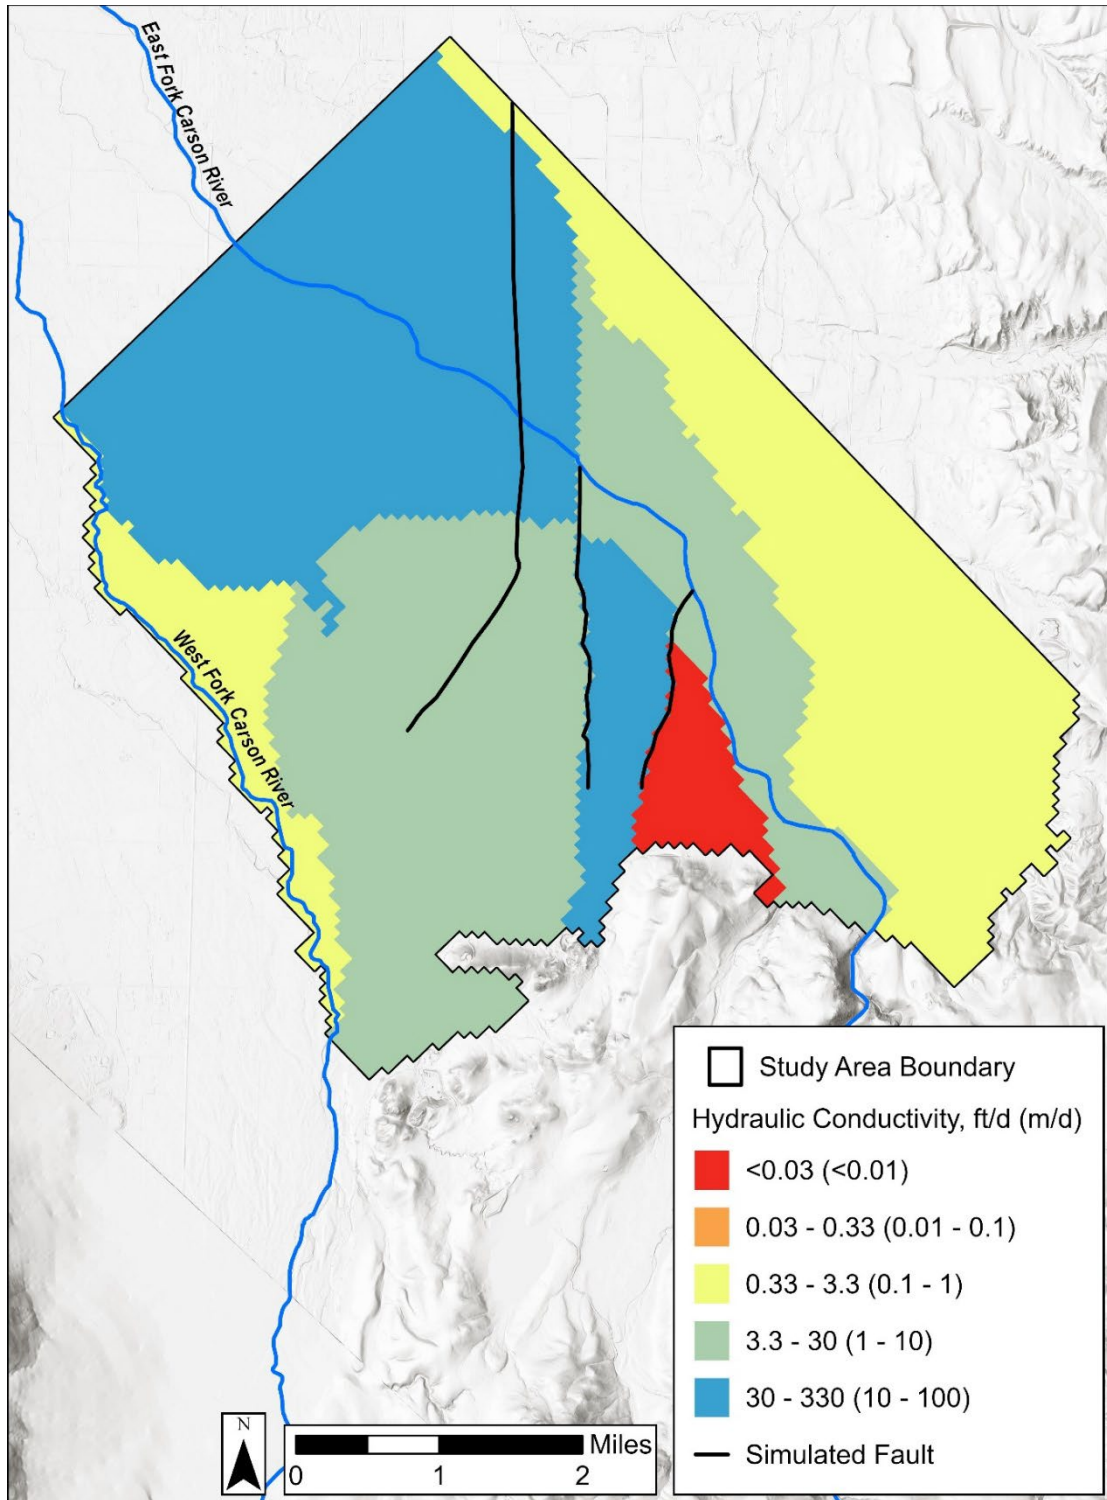 East Fork Carson River
West Fork Carson River
Study Area Boundary
Hydraulic Conductivity, ft/d (m/d)
<0.03 (<0.01)
0.03 - 0.33 (0.01 - 0.1)
0.33 - 3.3 (0.1 - 1)
3.3 - 30 (1 - 10)
30 - 330 (10 - 100)
Simulated Fault
N
Miles
0 1 2